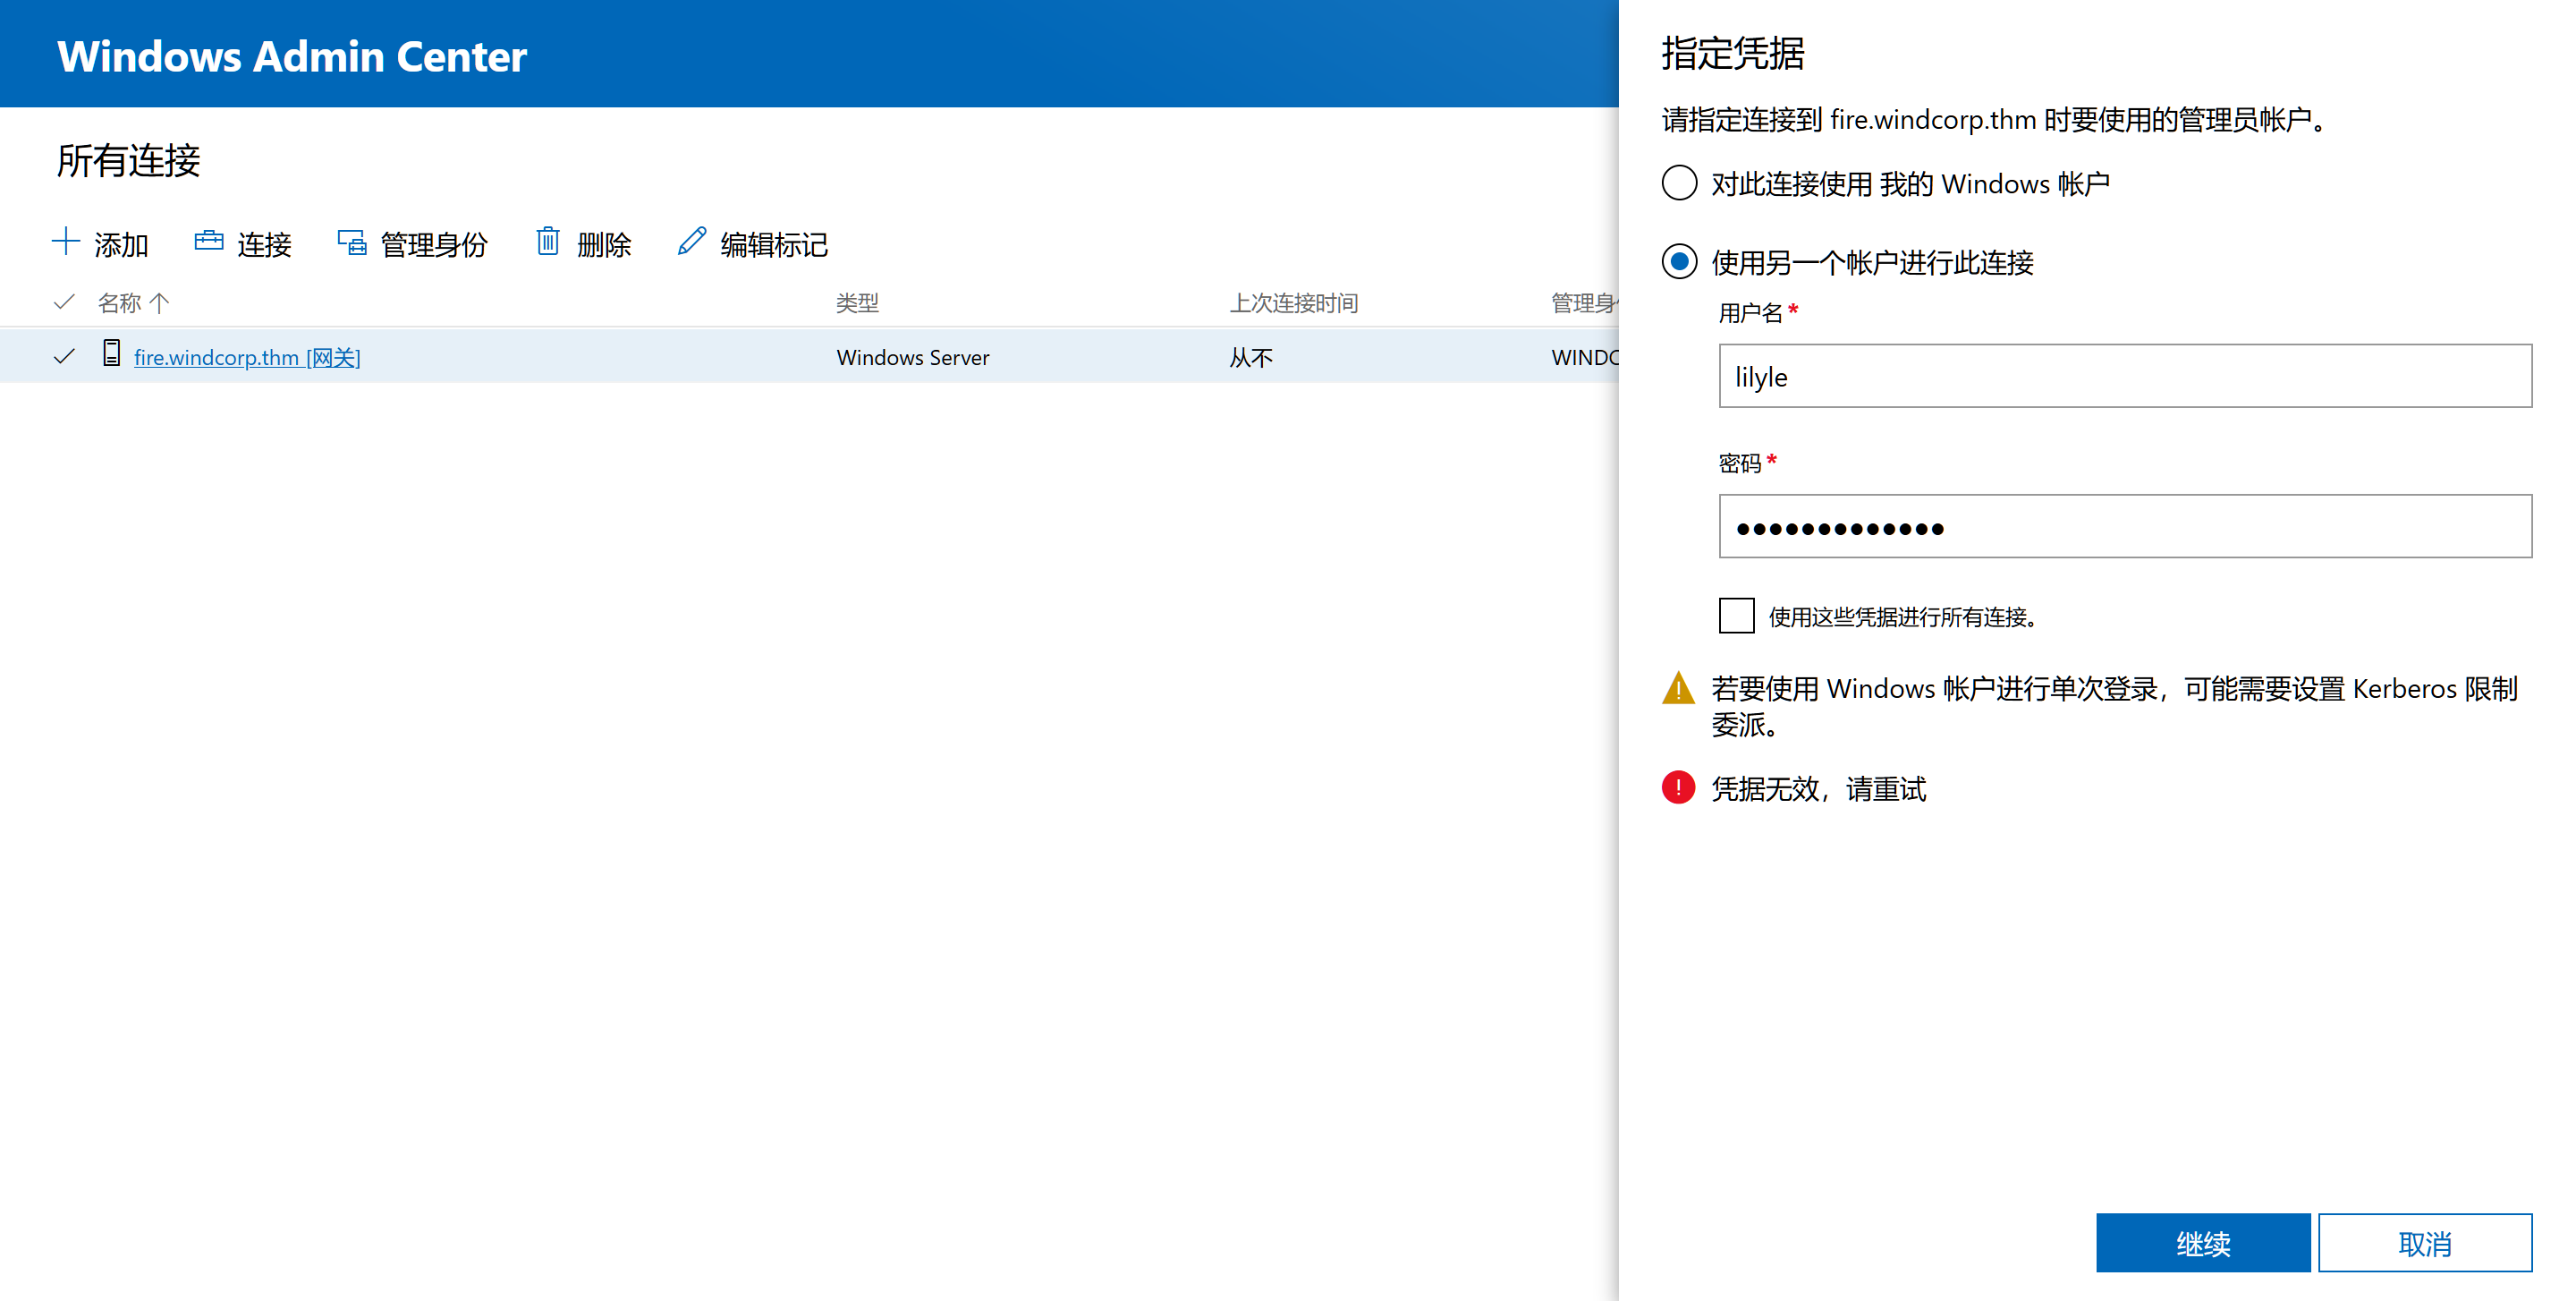 Windows Admin Center
所有连接
添加 连接 管理身份 删除 编辑标记
名称 类型 上次连接时间 管理身
fire.windcorp.thm [网关] Windows Server 从不 WINDC
指定凭据
请指定连接到 fire.windcorp.thm 时要使用的管理员帐户。
对此连接使用 我的 Windows 帐户
使用另一个帐户进行此连接
用户名*
lilyle
密码*
●●●●●●●●●●●●●
使用这些凭据进行所有连接。
若要使用 Windows 帐户进行单次登录，可能需要设置 Kerberos 限制
委派。
凭据无效，请重试
继续 取消